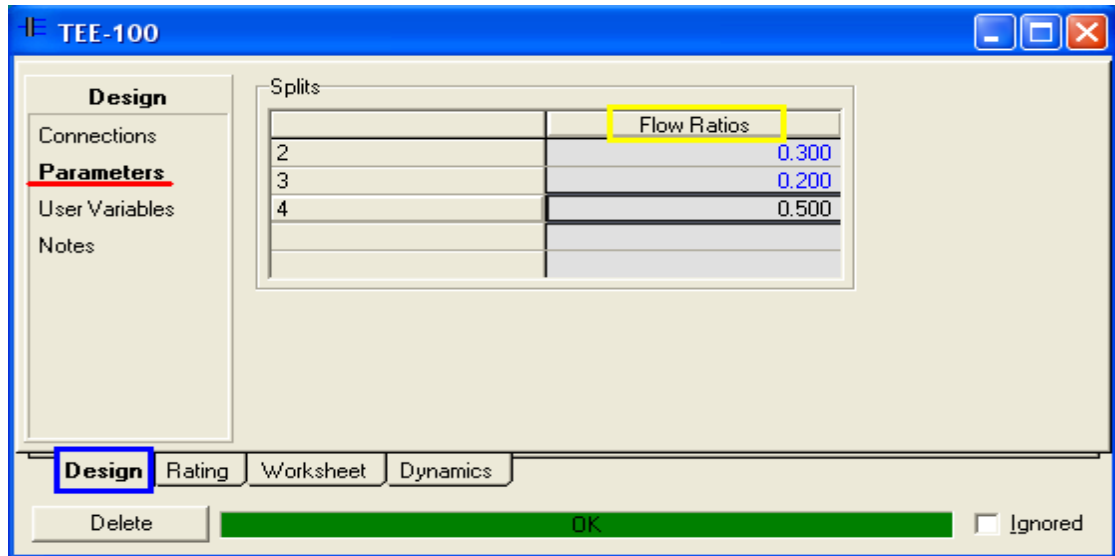 TEE-100
Design
Connections
Parameters
User Variables
Notes
Splits
Flow Ratios
2 0.300
3 0.200
4 0.500
Design Rating Worksheet Dynamics
Delete OK Ignored